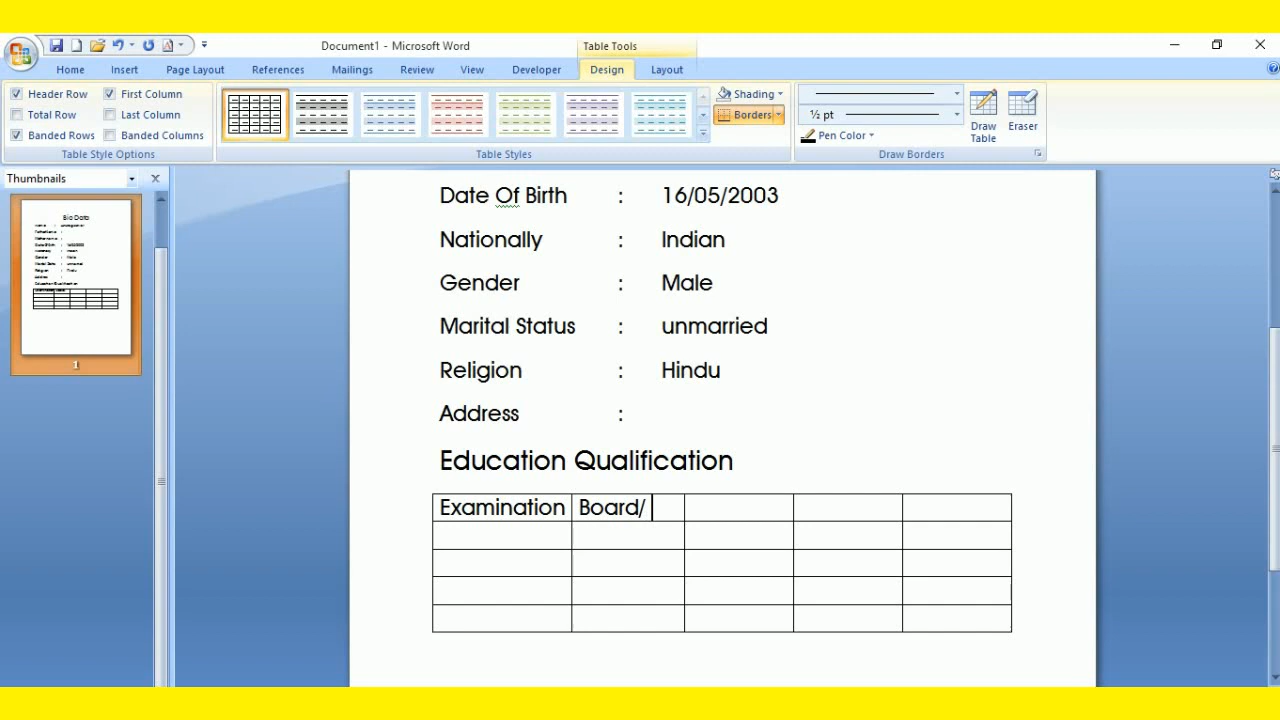 Document1 - Microsoft Word
Table Tools
Home Insert Page Layout References Mailings Review View Developer Design Layout
Header Row First Column
Total Row Last Column
Banded Rows Banded Columns
Table Style Options
Table Styles
Shading
Borders
½ pt
Pen Color
Draw Table
Eraser
Draw Borders
Thumbnails
Bio Data
1
Date Of Birth : 16/05/2003
Nationally : Indian
Gender : Male
Marital Status : unmarried
Religion : Hindu
Address :
Education Qualification
Examination Board/